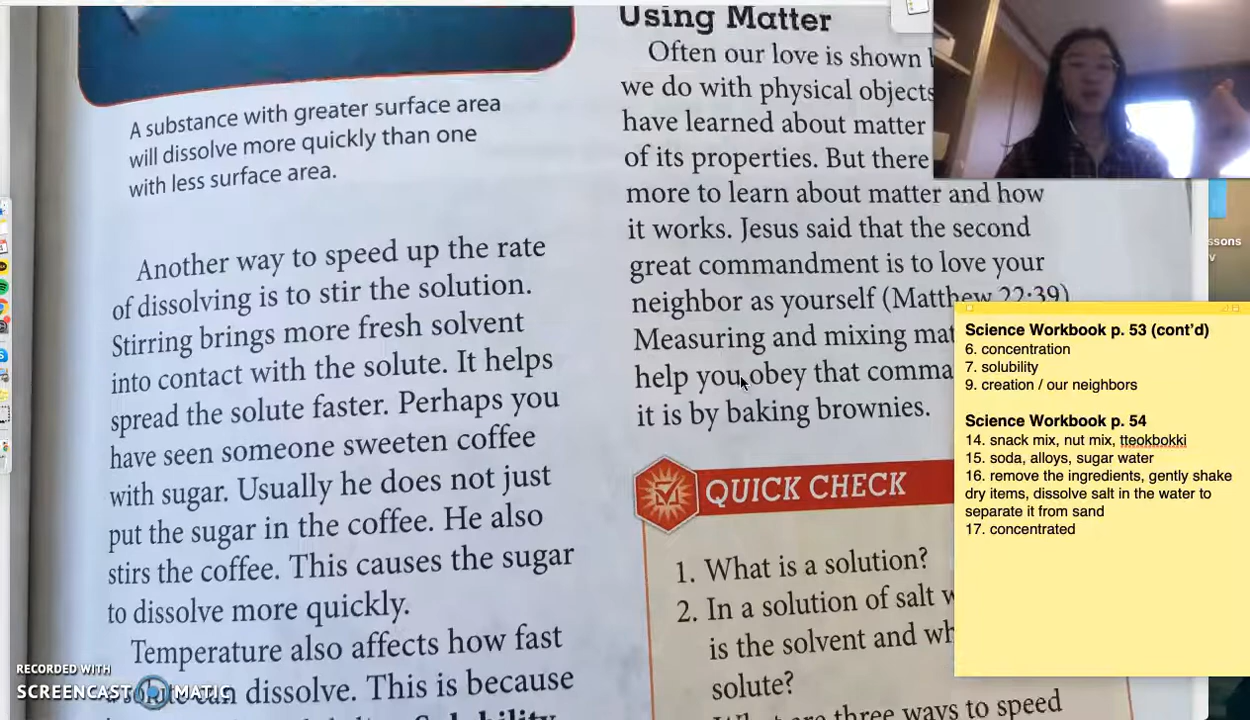 A substance with greater surface area
will dissolve more quickly than one
with less surface area.
Another way to speed up the rate
of dissolving is to stir the solution.
Stirring brings more fresh solvent
into contact with the solute. It helps
spread the solute faster. Perhaps you
have seen someone sweeten coffee
with sugar. Usually he does not just
put the sugar in the coffee. He also
stirs the coffee. This causes the sugar
to dissolve more quickly.
Temperature also affects how fast
can dissolve. This is because
Using Matter
Often our love is shown
we do with physical objects
have learned about matter
of its properties. But there
more to learn about matter and how
it works. Jesus said that the second
great commandment is to love your
neighbor as yourself (Matthew 22:39)
Measuring and mixing mat
help you obey that comma
it is by baking brownies.
QUICK CHECK
1. What is a solution?
2. In a solution of salt w
is the solvent and wh
solute?
three ways to speed
Science Workbook p. 53 (cont'd)
6. concentration
7. solubility
9. creation / our neighbors
Science Workbook p. 54
14. snack mix, nut mix, tteokbokki
15. soda, alloys, sugar water
16. remove the ingredients, gently shake
dry items, dissolve salt in the water to
separate it from sand
17. concentrated
ssons
RECORDED WITH
SCREENCAST MATIC